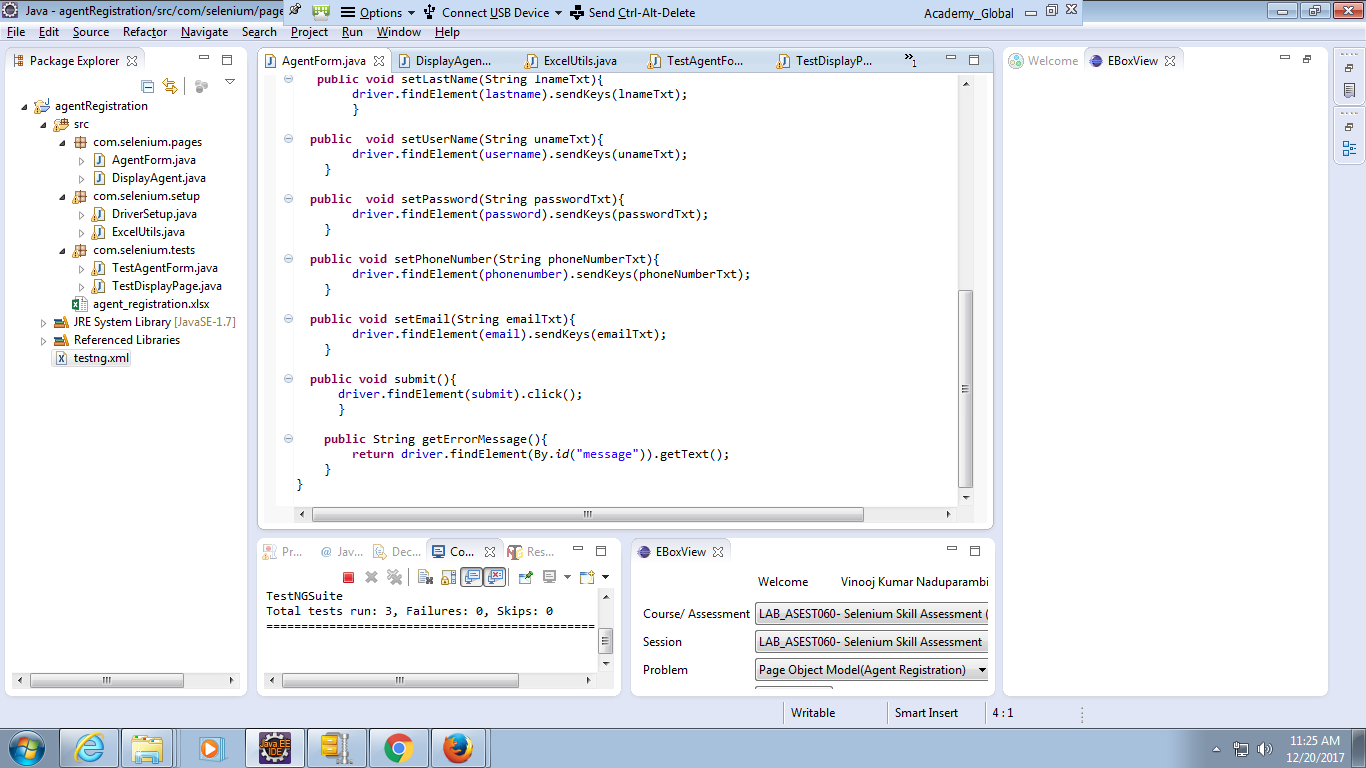 Java - agentRegistration/src/com/selenium/page
Options
Connect USB Device
Send Ctrl-Alt-Delete
Academy_Global
File Edit Source Refactor Navigate Search Project Run Window Help
Package Explorer
agentRegistration
src
com.selenium.pages
AgentForm.java
DisplayAgent.java
com.selenium.setup
DriverSetup.java
ExcelUtils.java
com.selenium.tests
TestAgentForm.java
TestDisplayPage.java
agent_registration.xlsx
JRE System Library [JavaSE-1.7]
Referenced Libraries
testng.xml
AgentForm.java DisplayAgen... ExcelUtils.java TestAgentFo... TestDisplayP... »1
public void setLastName(String lnameTxt){
driver.findElement(lastname).sendKeys(lnameTxt);
}
public void setUserName(String unameTxt){
driver.findElement(username).sendKeys(unameTxt);
}
public void setPassword(String passwordTxt){
driver.findElement(password).sendKeys(passwordTxt);
}
public void setPhoneNumber(String phoneNumberTxt){
driver.findElement(phonenumber).sendKeys(phoneNumberTxt);
}
public void setEmail(String emailTxt){
driver.findElement(email).sendKeys(emailTxt);
}
public void submit(){
driver.findElement(submit).click();
}
public String getErrorMessage(){
return driver.findElement(By.id("message")).getText();
}
}
Welcome EBoxView
Pr... Jav... Dec... Co... Res...
TestNGSuite
Total tests run: 3, Failures: 0, Skips: 0
===============================================
EBoxView
Welcome Vinooj Kumar Naduparambi
Course/ Assessment LAB_ASEST060- Selenium Skill Assessment (
Session LAB_ASEST060- Selenium Skill Assessment
Problem Page Object Model(Agent Registration)
Writable Smart Insert 4 : 1
Java EE
IDE
11:25 AM
12/20/2017